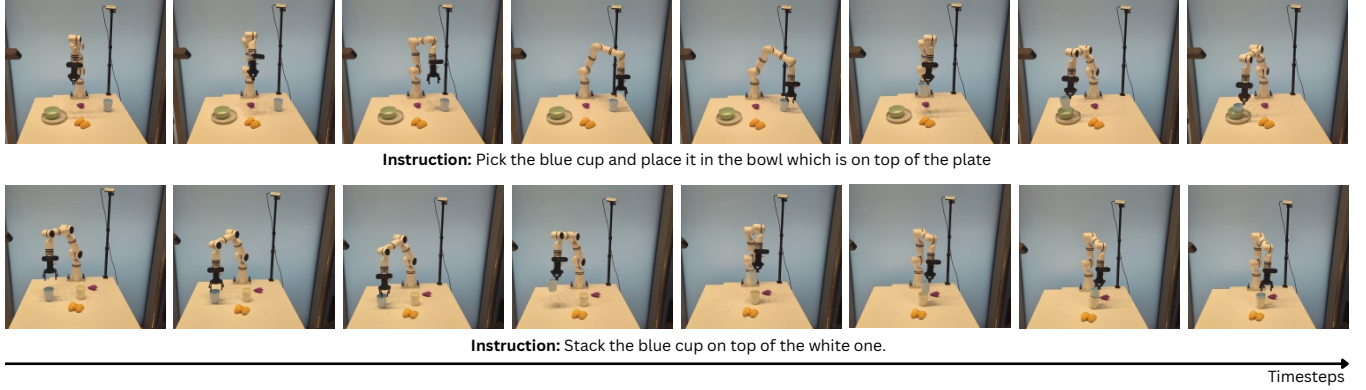 Instruction: Pick the blue cup and place it in the bowl which is on top of the plate
Instruction: Stack the blue cup on top of the white one.
Timesteps